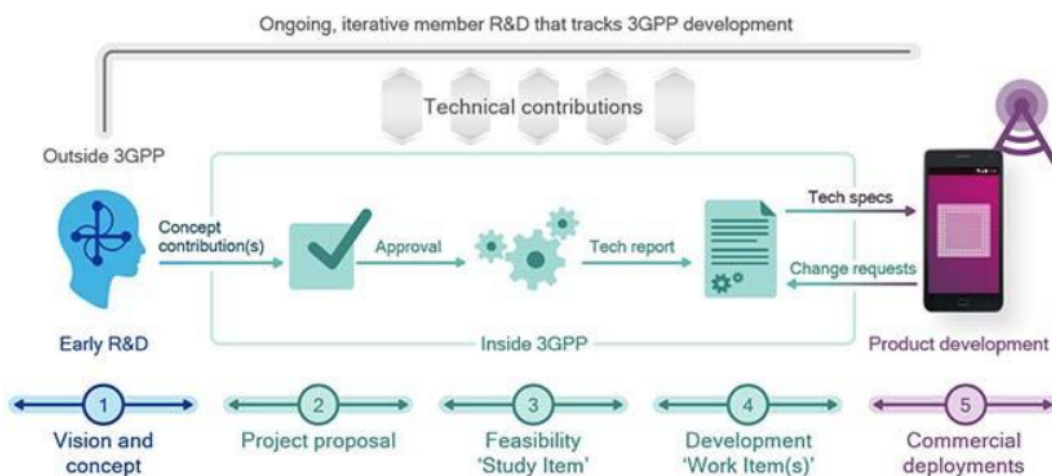 Ongoing, iterative member R&D that tracks 3GPP development
Technical contributions
Outside 3GPP
Concept
contribution(s)
Approval
Tech report
Tech specs
Change requests
Early R&D
Inside 3GPP
Product development
1
2
3
4
5
Vision and
concept
Project proposal
Feasibility
'Study Item'
Development
'Work Item(s)'
Commercial
deployments